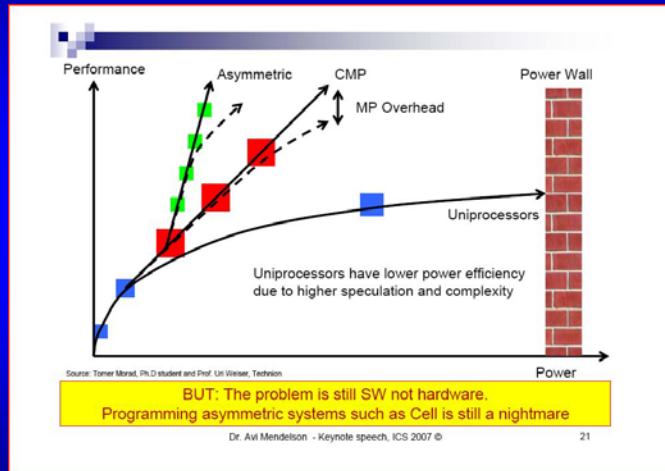 Performance
Asymmetric
CMP
Power Wall
MP Overhead
Uniprocessors
Uniprocessors have lower power efficiency
due to higher speculation and complexity
Power
Source: Tomer Morad, Ph.D student and Prof. Uri Weiser, Technion
BUT: The problem is still SW not hardware.
Programming asymmetric systems such as Cell is still a nightmare
Dr. Avi Mendelson - Keynote speech, ICS 2007 ©
21